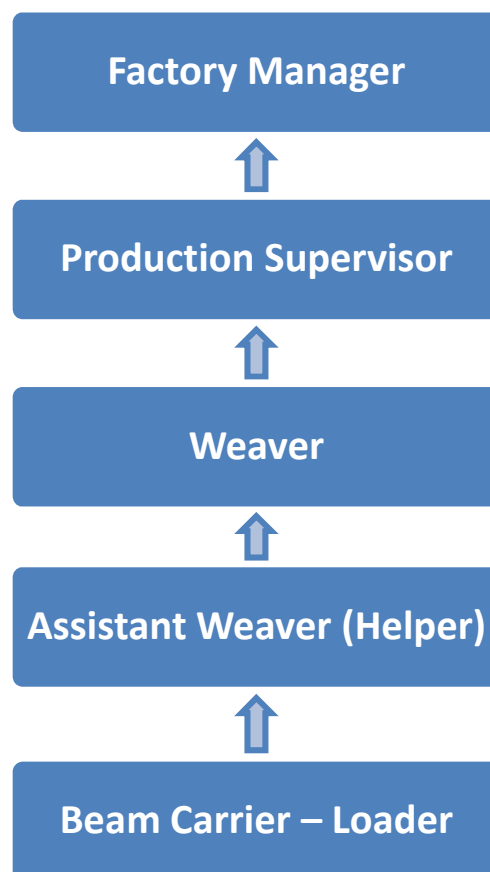 Factory Manager
Production Supervisor
Weaver
Assistant Weaver (Helper)
Beam Carrier – Loader